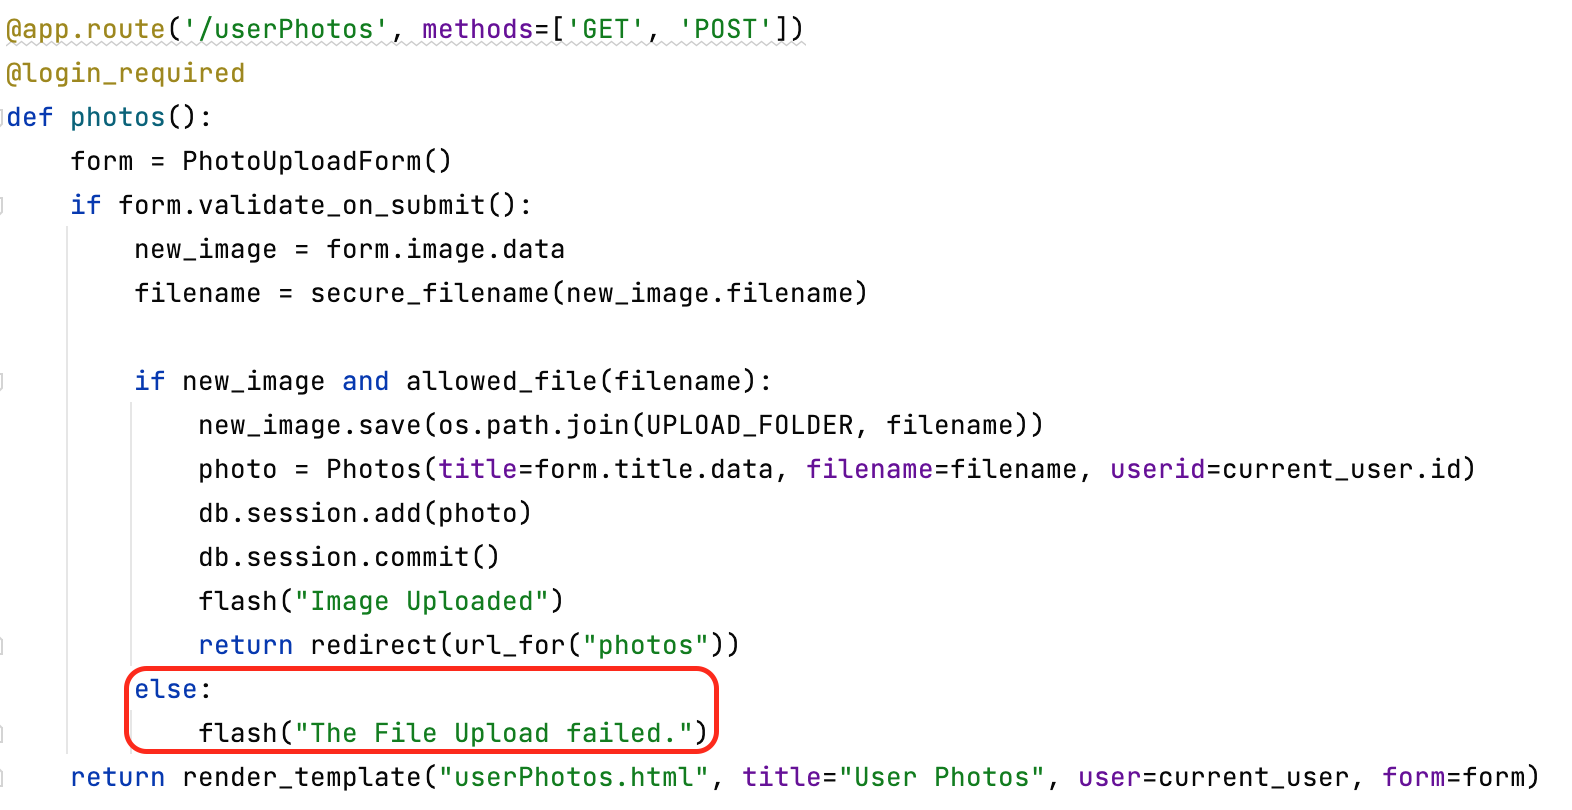 @app.route('/userPhotos', methods=['GET', 'POST'])
@login_required
def photos():
    form = PhotoUploadForm()
    if form.validate_on_submit():
        new_image = form.image.data
        filename = secure_filename(new_image.filename)

        if new_image and allowed_file(filename):
            new_image.save(os.path.join(UPLOAD_FOLDER, filename))
            photo = Photos(title=form.title.data, filename=filename, userid=current_user.id)
            db.session.add(photo)
            db.session.commit()
            flash("Image Uploaded")
            return redirect(url_for("photos"))
        else:
            flash("The File Upload failed.")
    return render_template("userPhotos.html", title="User Photos", user=current_user, form=form)